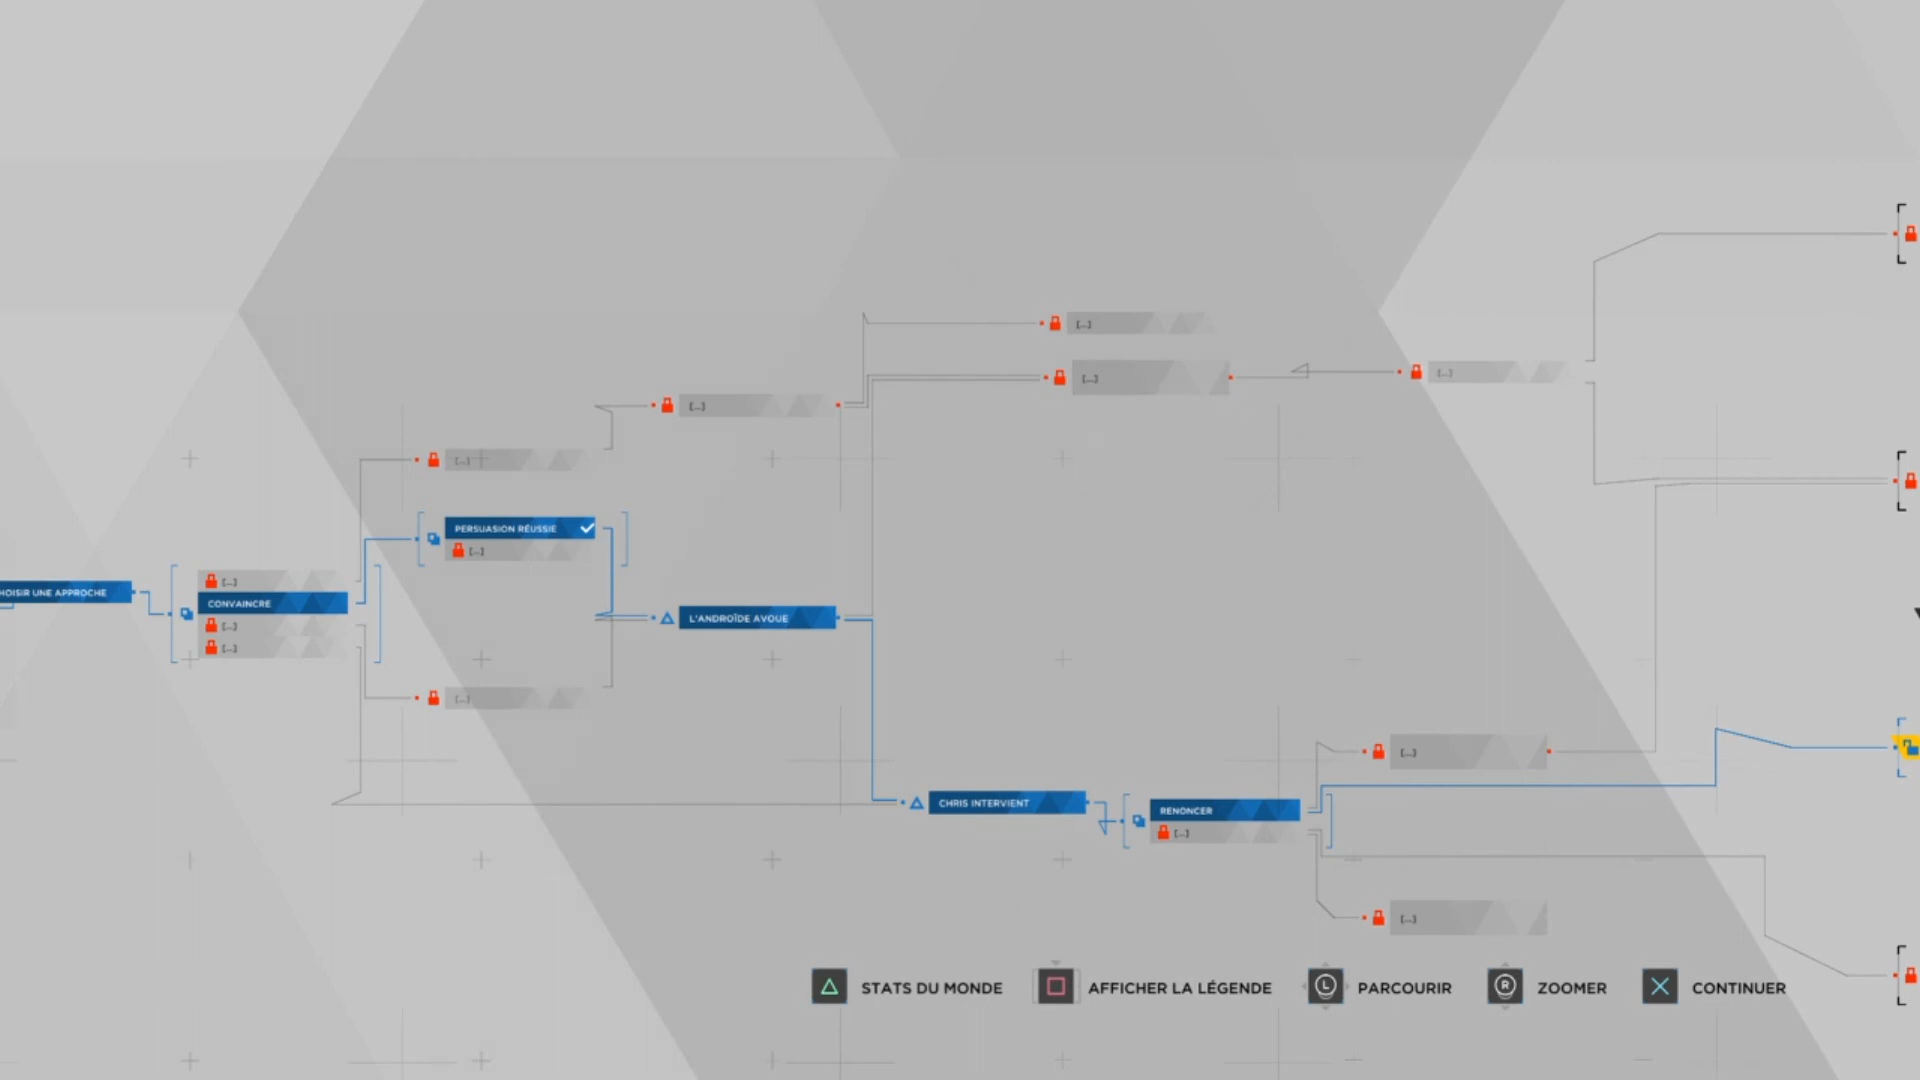 [...]
[...]
[...]
[...]
[...]
PERSUASION RÉUSSIE
[...]
[...]
HOISIR UNE APPROCHE
CONVAINCRE
[...]
[...]
L'ANDROÏDE AVOUE
[...]
[...]
CHRIS INTERVIENT
RENONCER
[...]
[...]
STATS DU MONDE
AFFICHER LA LÉGENDE
L
PARCOURIR
R
ZOOMER
CONTINUER